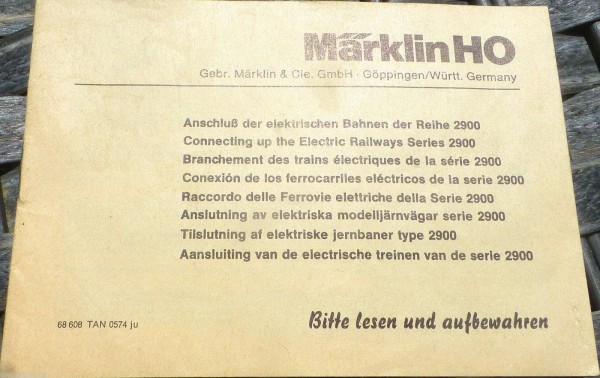 Märklin HO
Gebr. Märklin & Cie. GmbH · Göppingen/Württ. Germany
Anschluß der elektrischen Bahnen der Reihe 2900
Connecting up the Electric Railways Series 2900
Branchement des trains électriques de la série 2900
Conexión de los ferrocarriles eléctricos de la serie 2900
Raccordo delle Ferrovie elettriche della Serie 2900
Anslutning av elektriska modelljärnvägar serie 2900
Tilslutning af elektriske jernbaner type 2900
Aansluiting van de electrische treinen van de serie 2900
68 608 TAN 0574 ju
Bitte lesen und aufbewahren